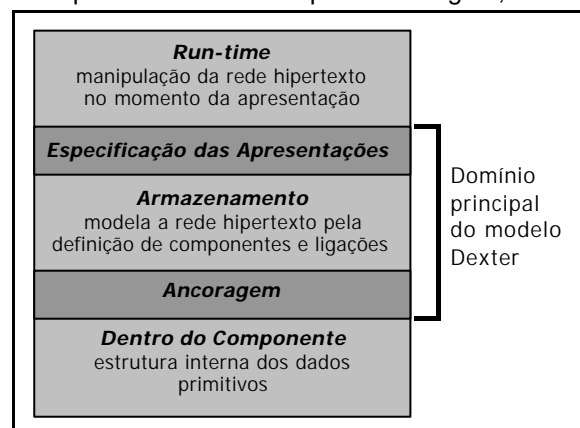 Run-time
manipulação da rede hipertexto
no momento da apresentação
Especificação das Apresentações
Armazenamento
modela a rede hipertexto pela
definição de componentes e ligações
Ancoragem
Dentro do Componente
estrutura interna dos dados
primitivos
Domínio
principal
do modelo
Dexter